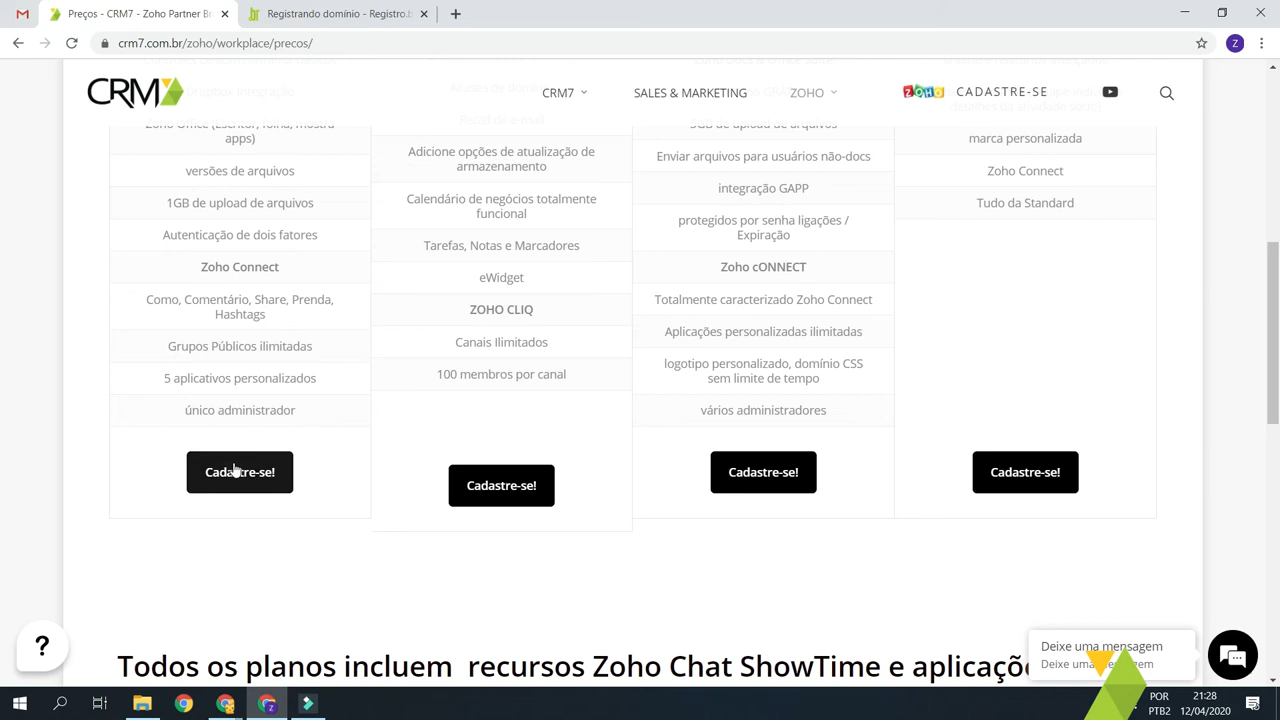 Preços - CRM7 - Zoho Partner B
Registrando domínio - Registro.b
crm7.com.br/zoho/workplace/precos/
Z
CRM7
CRM7
SALES & MARKETING
ZOHO
ZOHO
CADASTRE-SE
Dropbox integração
Zoho Office (Escritor, folha, mostra
apps)
versões de arquivos
1GB de upload de arquivos
Autenticação de dois fatores
Zoho Connect
Como, Comentário, Share, Prenda,
Hashtags
Grupos Públicos ilimitadas
5 aplicativos personalizados
único administrador
Cadastre-se!
Adicione opções de atualização de
armazenamento
Calendário de negócios totalmente
funcional
Tarefas, Notas e Marcadores
eWidget
ZOHO CLIQ
Canais Ilimitados
100 membros por canal
Cadastre-se!
5GB de upload de arquivos
Enviar arquivos para usuários não-docs
integração GAPP
protegidos por senha ligações /
Expiração
Zoho cONNECT
Totalmente caracterizado Zoho Connect
Aplicações personalizadas ilimitadas
logotipo personalizado, domínio CSS
sem limite de tempo
vários administradores
Cadastre-se!
marca personalizada
Zoho Connect
Tudo da Standard
Cadastre-se!
Todos os planos incluem recursos Zoho Chat ShowTime e
?
Deixe uma mensagem
Deixe uma mensagem
POR
PTB2
21:28
12/04/2020